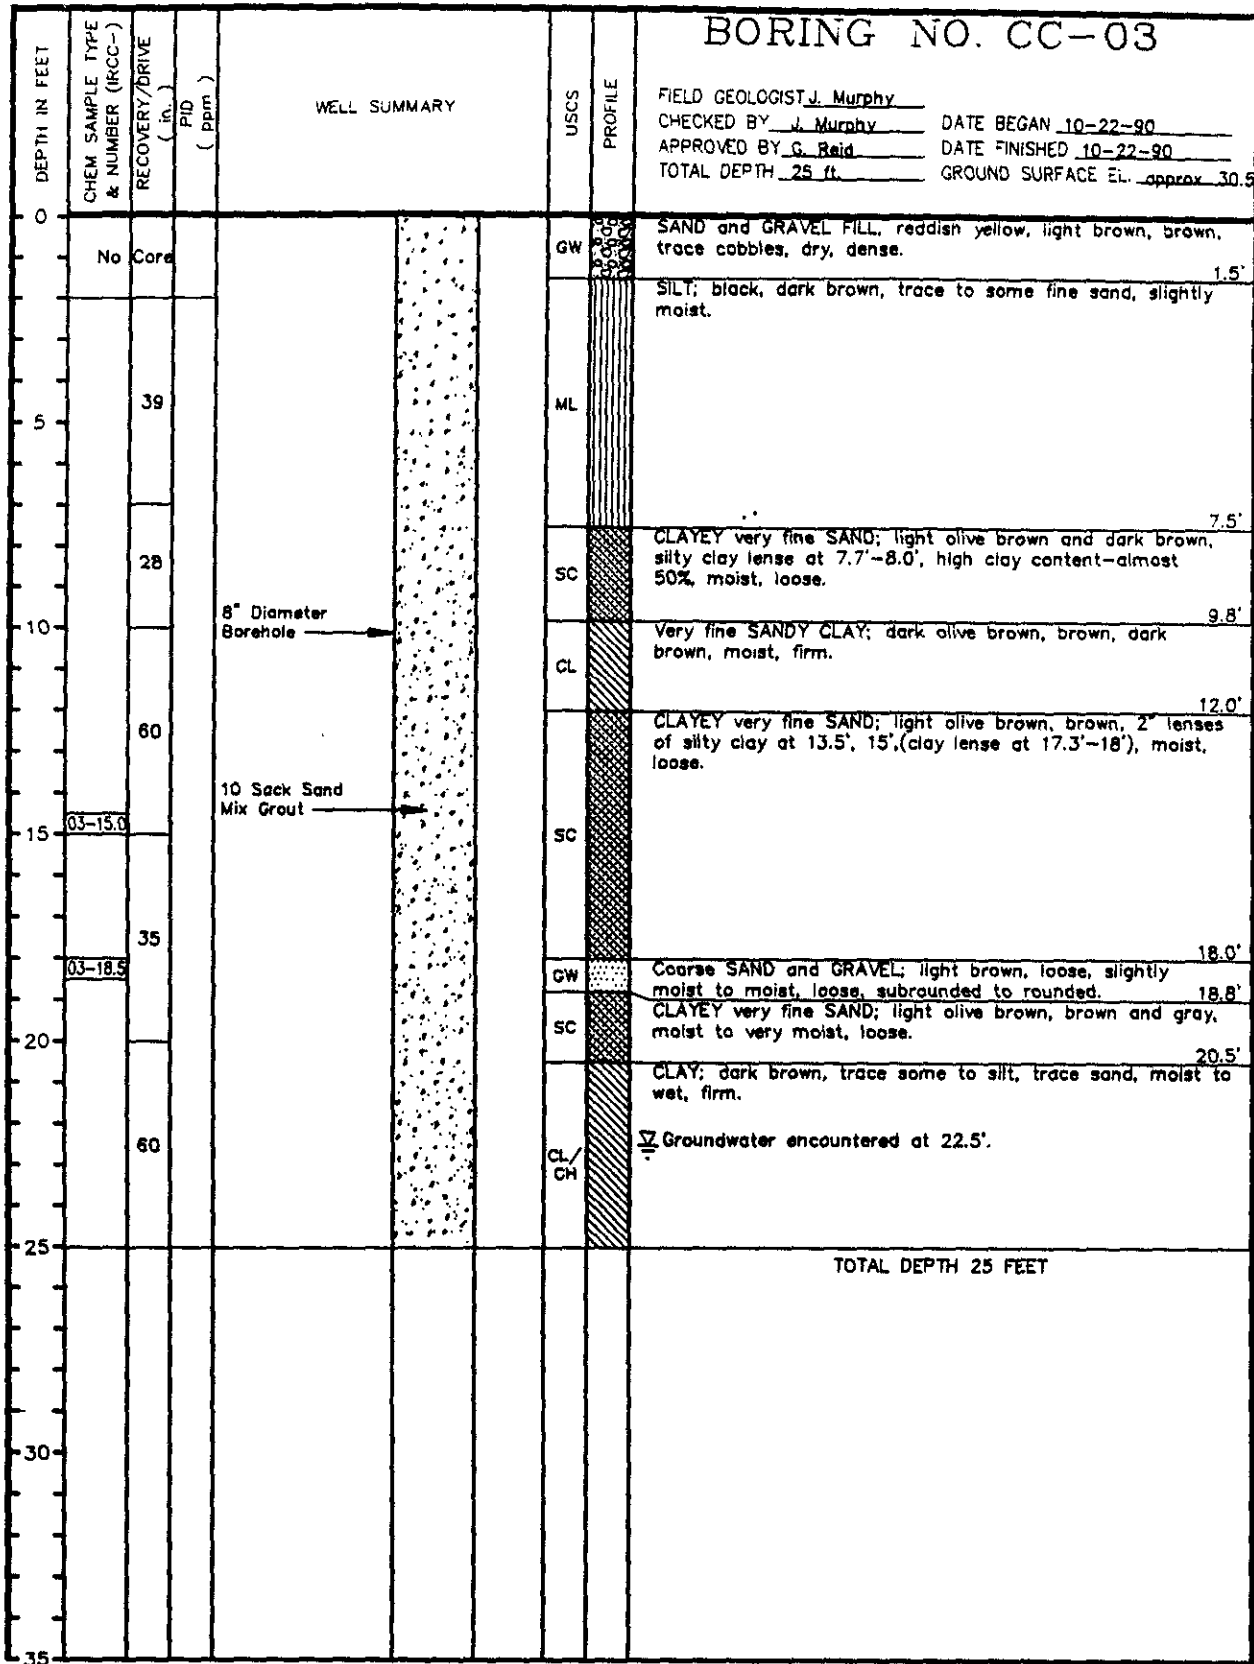 BORING NO. CC-03
FIELD GEOLOGIST J. Murphy
CHECKED BY J. Murphy DATE BEGAN 10-22-90
APPROVED BY G. Reid DATE FINISHED 10-22-90
TOTAL DEPTH 25 ft. GROUND SURFACE EL. approx 30.5
DEPTH IN FEET
CHEM SAMPLE TYPE
& NUMBER (IRCC-)
RECOVERY/DRIVE
( in. )
PID
( ppm )
WELL SUMMARY
USCS
PROFILE
0
No Core
GW
SAND and GRAVEL FILL, reddish yellow, light brown, brown,
trace cobbles, dry, dense.
1.5'
SILT; black, dark brown, trace to some fine sand, slightly
moist.
39
ML
5
7.5'
CLAYEY very fine SAND; light olive brown and dark brown,
silty clay lense at 7.7'-8.0', high clay content-almost
50%, moist, loose.
28
SC
9.8'
8" Diameter
Borehole
10
Very fine SANDY CLAY; dark olive brown, brown, dark
brown, moist, firm.
CL
12.0'
CLAYEY very fine SAND; light olive brown, brown, 2" lenses
of silty clay at 13.5', 15',(clay lense at 17.3'-18'), moist,
loose.
60
10 Sack Sand
Mix Grout
03-15.0
15
SC
35
18.0'
03-18.5
GW
Coarse SAND and GRAVEL; light brown, loose, slightly
moist to moist, loose, subrounded to rounded. 18.8'
CLAYEY very fine SAND; light olive brown, brown and gray,
moist to very moist, loose.
SC
20
20.5'
CLAY; dark brown, trace some to silt, trace sand, moist to
wet, firm.
Groundwater encountered at 22.5'.
60
CL/
CH
25
TOTAL DEPTH 25 FEET
30
35